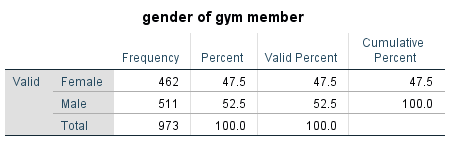 gender of gym member
Frequency Percent Valid Percent Cumulative Percent
Valid Female 462 47.5 47.5 47.5
Male 511 52.5 52.5 100.0
Total 973 100.0 100.0